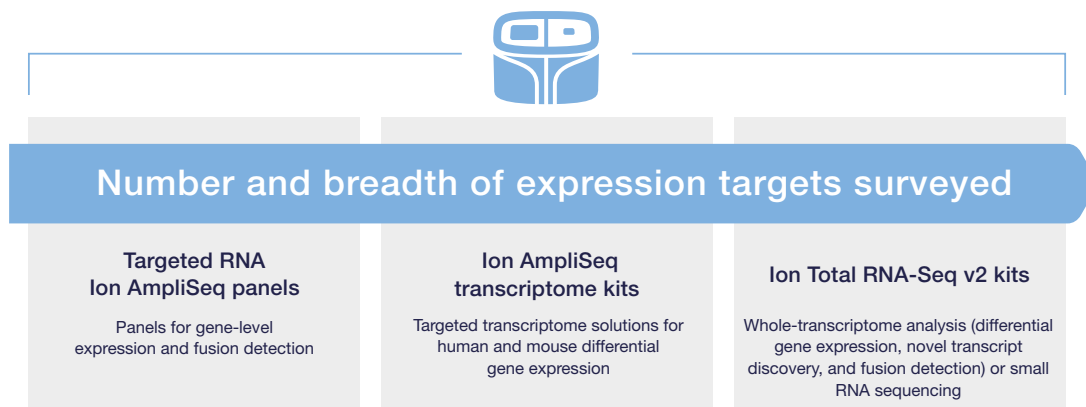 Number and breadth of expression targets surveyed
Targeted RNA
Ion AmpliSeq panels
Panels for gene-level
expression and fusion detection
Ion AmpliSeq
transcriptome kits
Targeted transcriptome solutions for
human and mouse differential
gene expression
Ion Total RNA-Seq v2 kits
Whole-transcriptome analysis (differential
gene expression, novel transcript
discovery, and fusion detection) or small
RNA sequencing